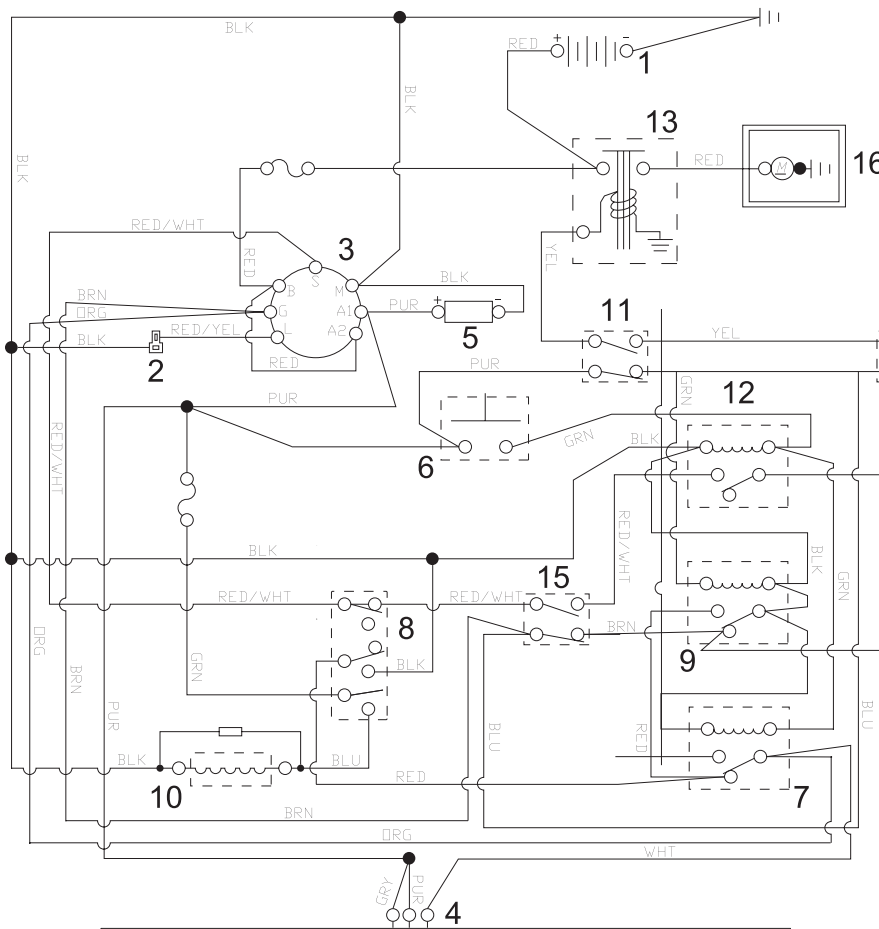 BLK
+
-
RED
1
BLK
13
RED
M
16
BLK
RED/WHT
3
S
RED
B
M
BLK
YEL
BRN
G
A1
PUR
+
-
11
ORG
RED/YEL
L
A2
5
YEL
BLK
2
RED
PUR
GRN
12
PUR
6
GRN
BLK
RED/WHT
BLK
RED/WHT
BLK
GRN
RED/WHT
8
RED/WHT
15
BRN
9
ORG
BRN
GRN
BLK
PUR
BLU
RED
BLU
BLK
10
BLU
RED
7
BRN
ORG
WHT
GRY
PUR
4